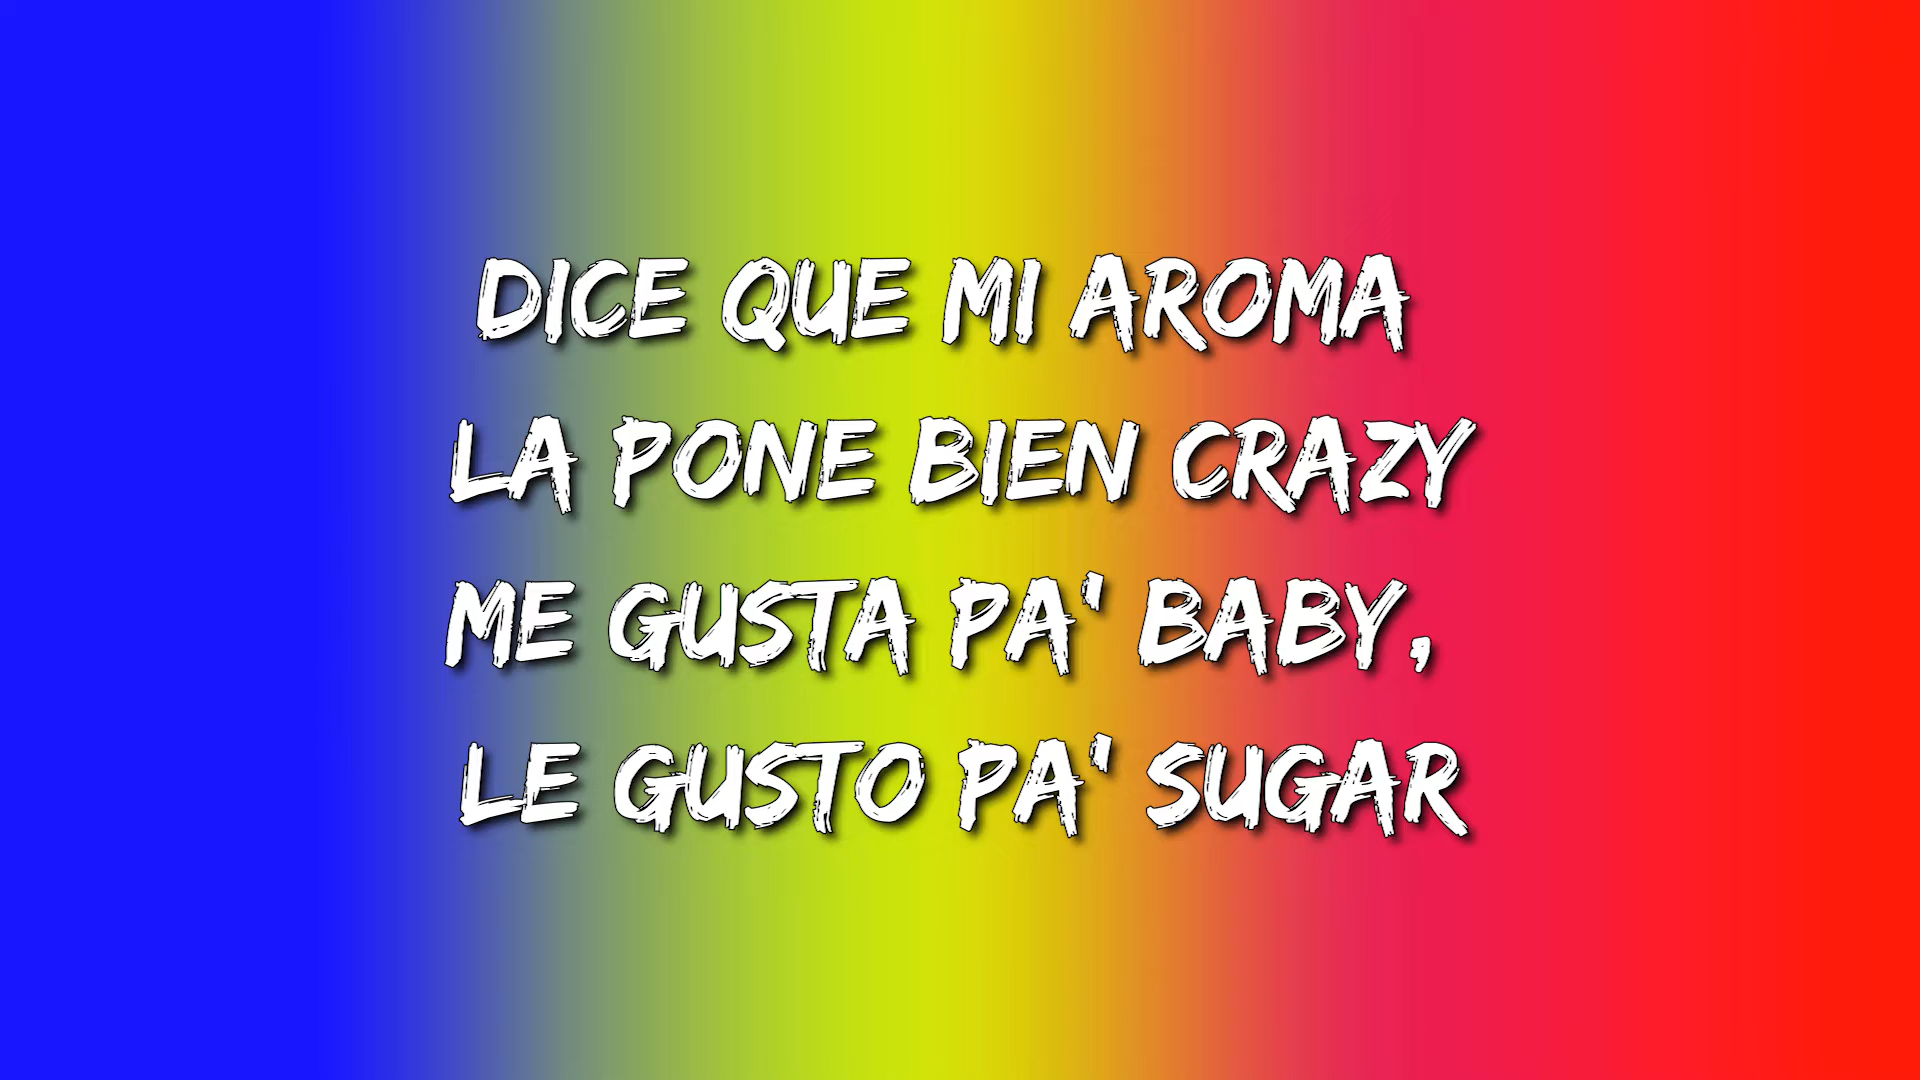 DICE QUE MI AROMA
LA PONE BIEN CRAZY
ME GUSTA PA' BABY,
LE GUSTO PA' SUGAR